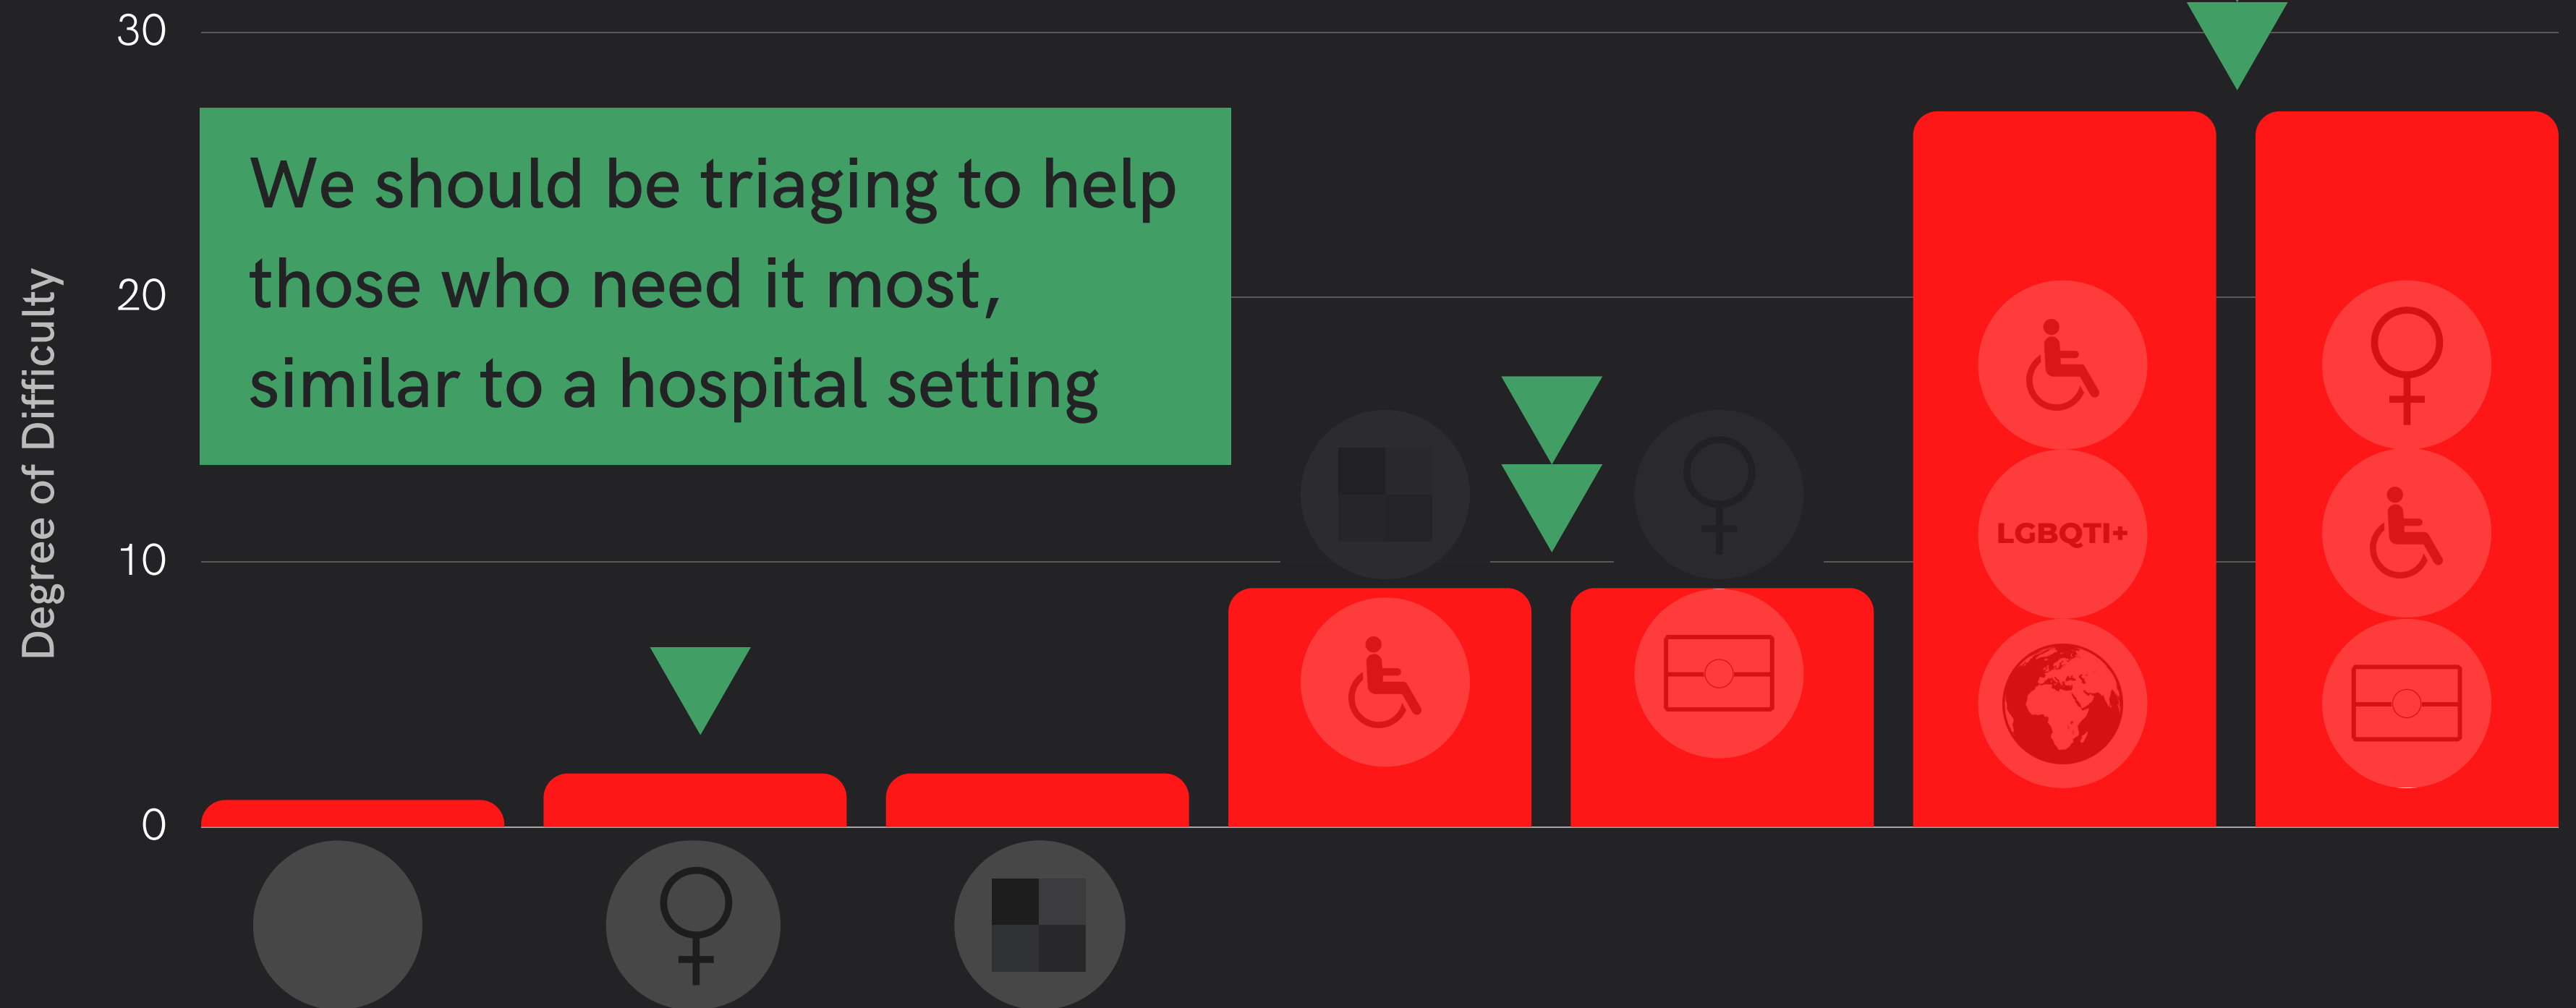 30
We should be triaging to help
those who need it most,
similar to a hospital setting
20
10
0
Degree of Difficulty
LGBQTI+